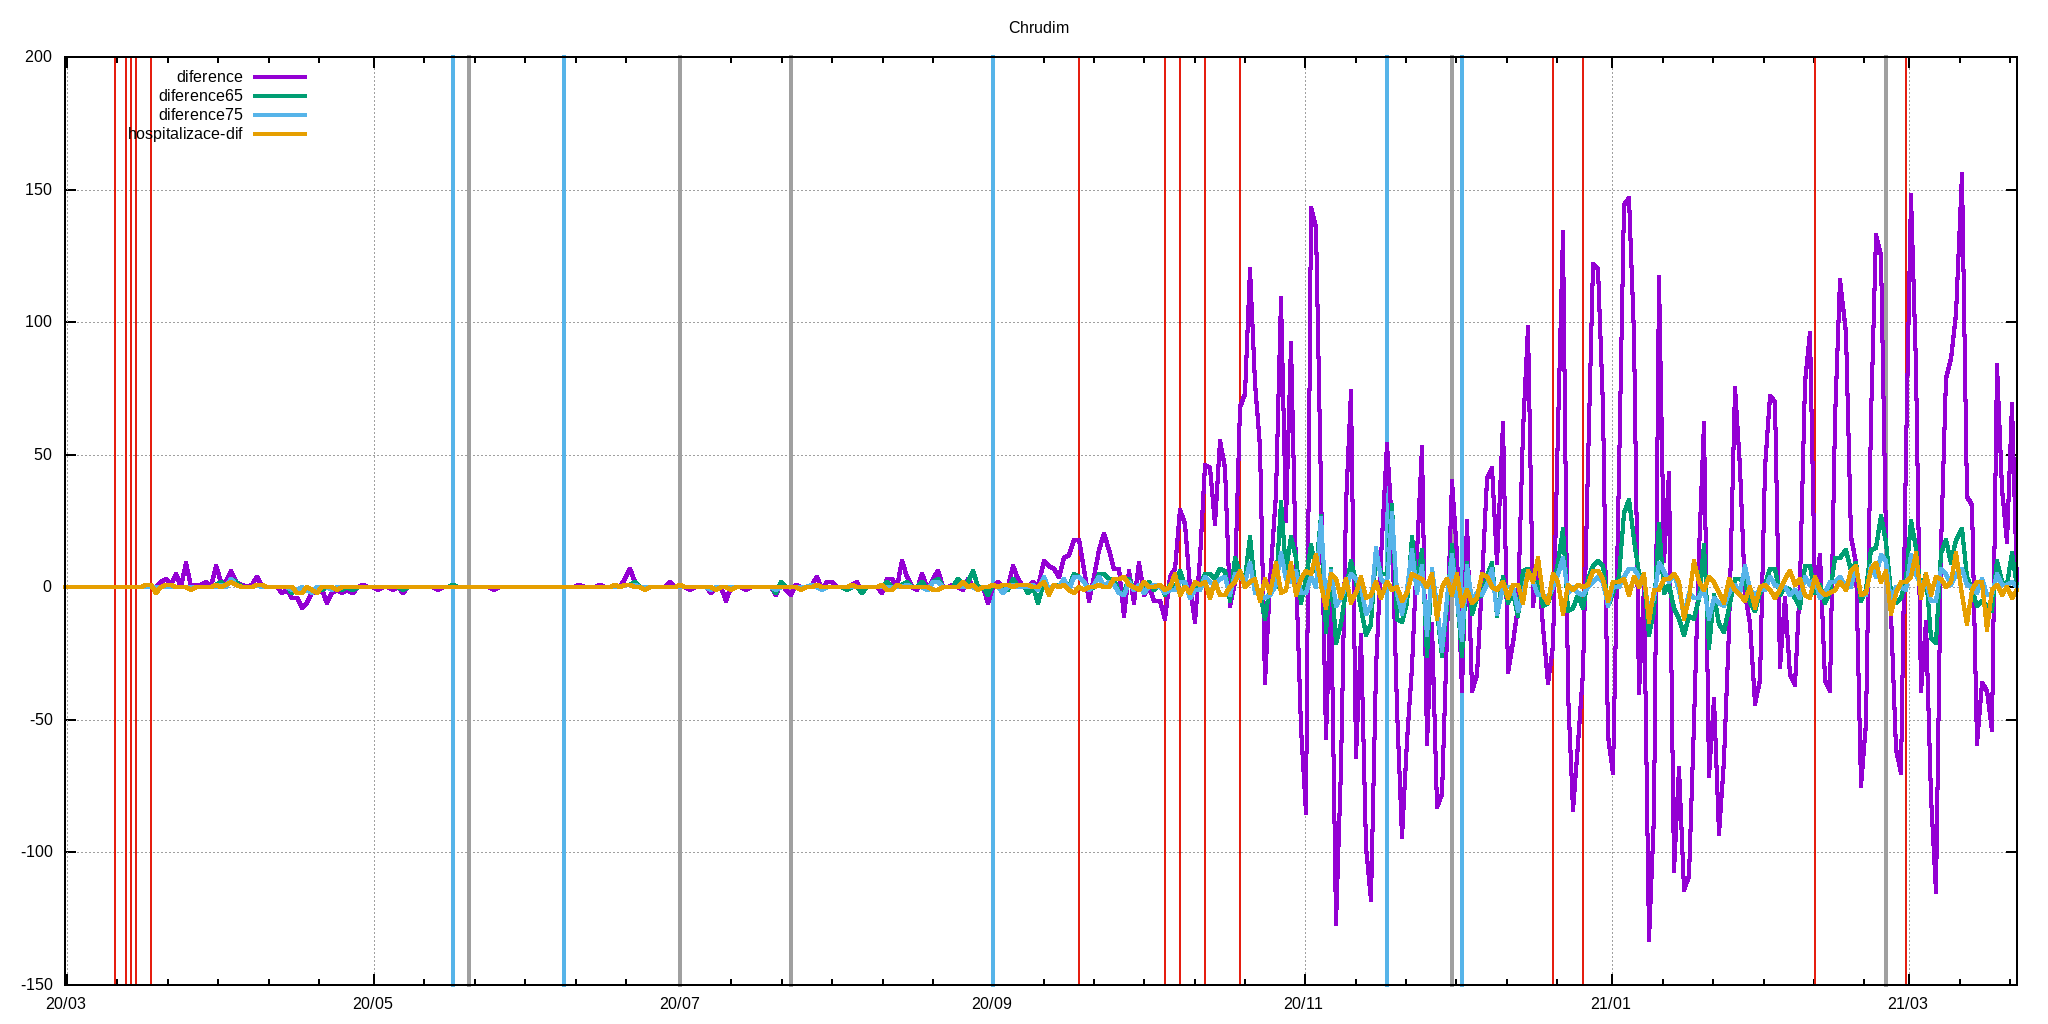 Chrudim
200
diference
diference65
diference75
hospitalizace-dif
150
100
50
0
-50
-100
-150
20/03 20/05 20/07 20/09 20/11 21/01 21/03